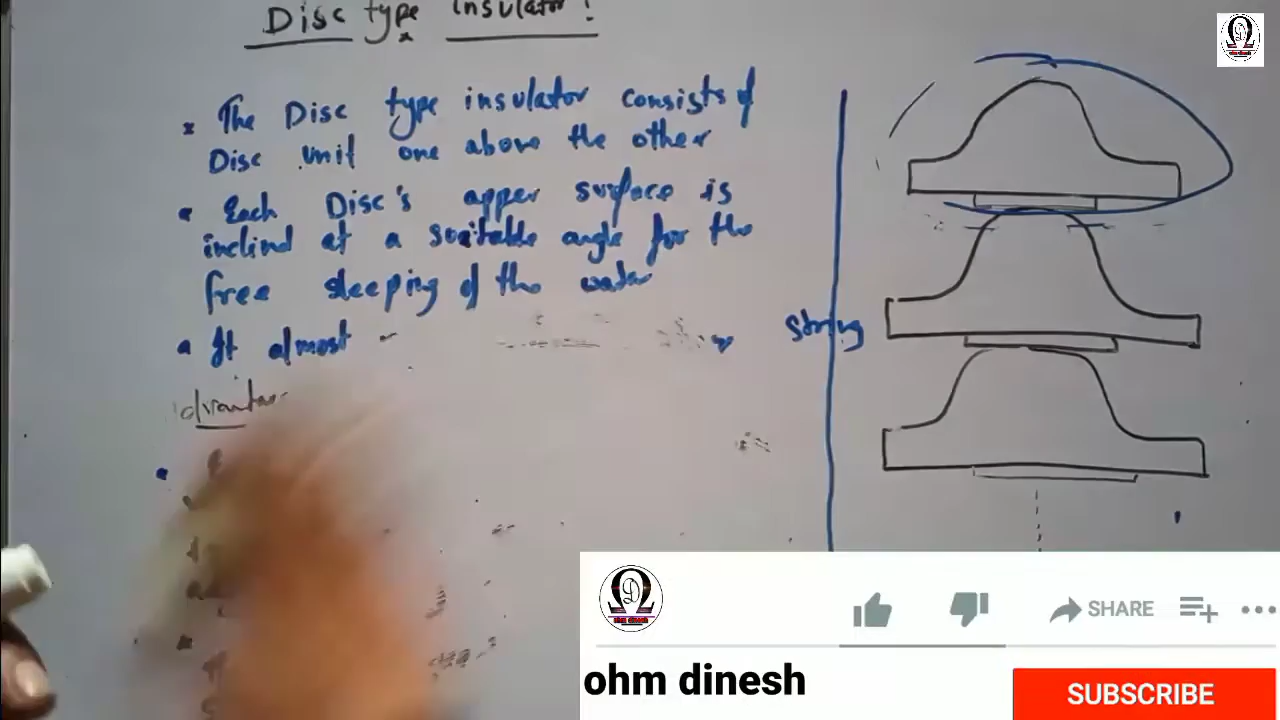 Disc type insulator:
The Disc type insulator consists of
Disc unit one above the other
Each Disc's apper surface is
inclind at a suitable angle for the
free sleeping of the water
It almost
string
SHARE
ohm dinesh
SUBSCRIBE